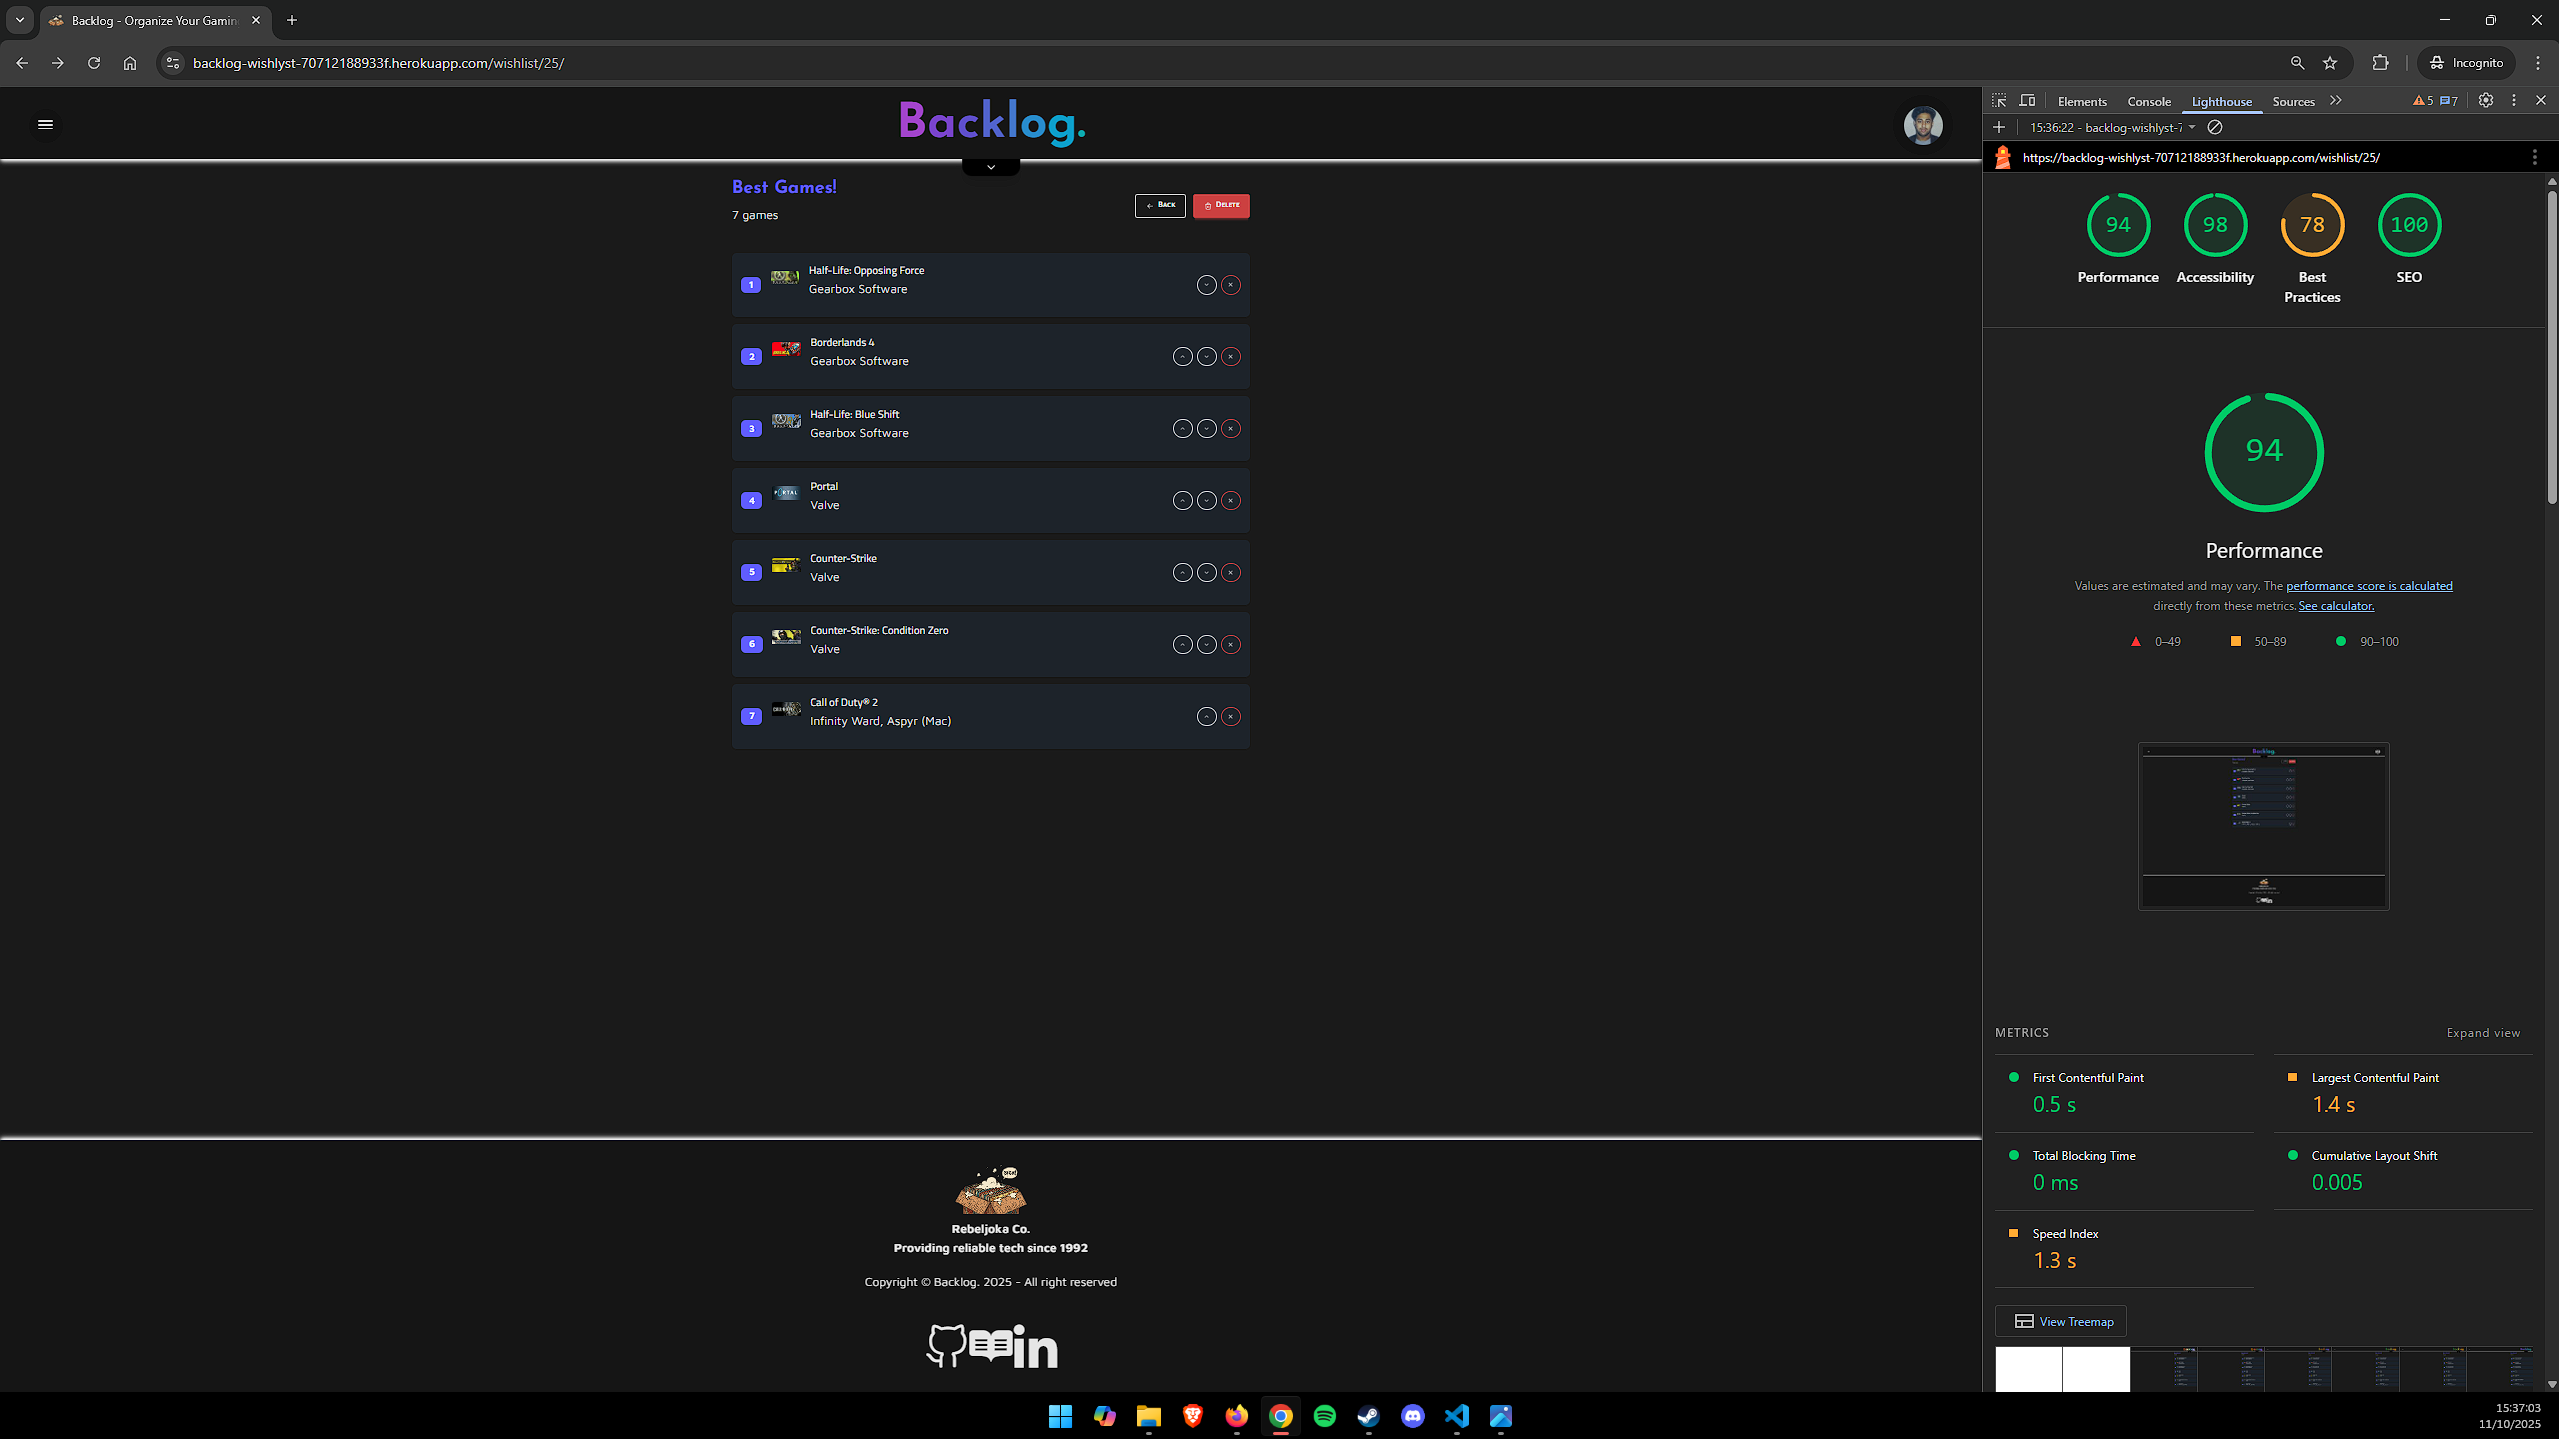 Backlog - Organize Your Gamin
backlog-wishlyst-70712188933f.herokuapp.com/wishlist/25/
Incognito
Backlog.
Best Games!
7 games
Back
Delete
1
Half-Life: Opposing Force
Gearbox Software
2
Borderlands 4
Gearbox Software
3
Half-Life: Blue Shift
Gearbox Software
4
PORTAL
Portal
Valve
5
Counter-Strike
Valve
6
Counter-Strike: Condition Zero
Valve
7
Call of Duty® 2
Infinity Ward, Aspyr (Mac)
Rebeljoka Co.
Providing reliable tech since 1992
Copyright © Backlog. 2025 - All right reserved
in
Elements
Console
Lighthouse
Sources
5
7
15:36:22 - backlog-wishlyst-7
https://backlog-wishlyst-70712188933f.herokuapp.com/wishlist/25/
94
98
78
100
Performance
Accessibility
Best
Practices
SEO
94
Performance
Values are estimated and may vary. The performance score is calculated
directly from these metrics. See calculator.
0–49
50–89
90–100
Backlog.
METRICS
Expand view
First Contentful Paint
0.5 s
Largest Contentful Paint
1.4 s
Total Blocking Time
0 ms
Cumulative Layout Shift
0.005
Speed Index
1.3 s
View Treemap
15:37:03
11/10/2025